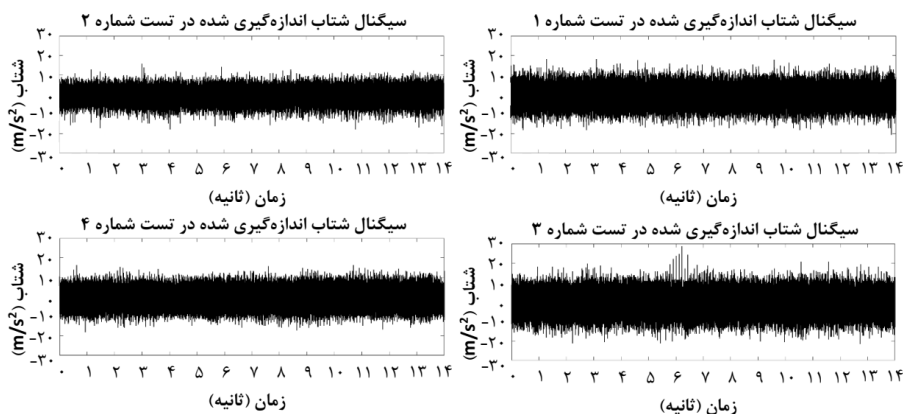 سیگنال شتاب اندازه‌گیری شده در تست شماره ۱
شتاب (m/s²)
۳۰
۲۰
۱۰
۰
-۱۰
-۲۰
-۳۰
۰ ۱ ۲ ۳ ۴ ۵ ۶ ۷ ۸ ۹ ۱۰ ۱۱ ۱۲ ۱۳ ۱۴
زمان (ثانیه)
سیگنال شتاب اندازه‌گیری شده در تست شماره ۲
شتاب (m/s²)
۳۰
۲۰
۱۰
۰
-۱۰
-۲۰
-۳۰
۰ ۱ ۲ ۳ ۴ ۵ ۶ ۷ ۸ ۹ ۱۰ ۱۱ ۱۲ ۱۳ ۱۴
زمان (ثانیه)
سیگنال شتاب اندازه‌گیری شده در تست شماره ۳
شتاب (m/s²)
۳۰
۲۰
۱۰
۰
-۱۰
-۲۰
-۳۰
۰ ۱ ۲ ۳ ۴ ۵ ۶ ۷ ۸ ۹ ۱۰ ۱۱ ۱۲ ۱۳ ۱۴
زمان (ثانیه)
سیگنال شتاب اندازه‌گیری شده در تست شماره ۴
شتاب (m/s²)
۳۰
۲۰
۱۰
۰
-۱۰
-۲۰
-۳۰
۰ ۱ ۲ ۳ ۴ ۵ ۶ ۷ ۸ ۹ ۱۰ ۱۱ ۱۲ ۱۳ ۱۴
زمان (ثانیه)